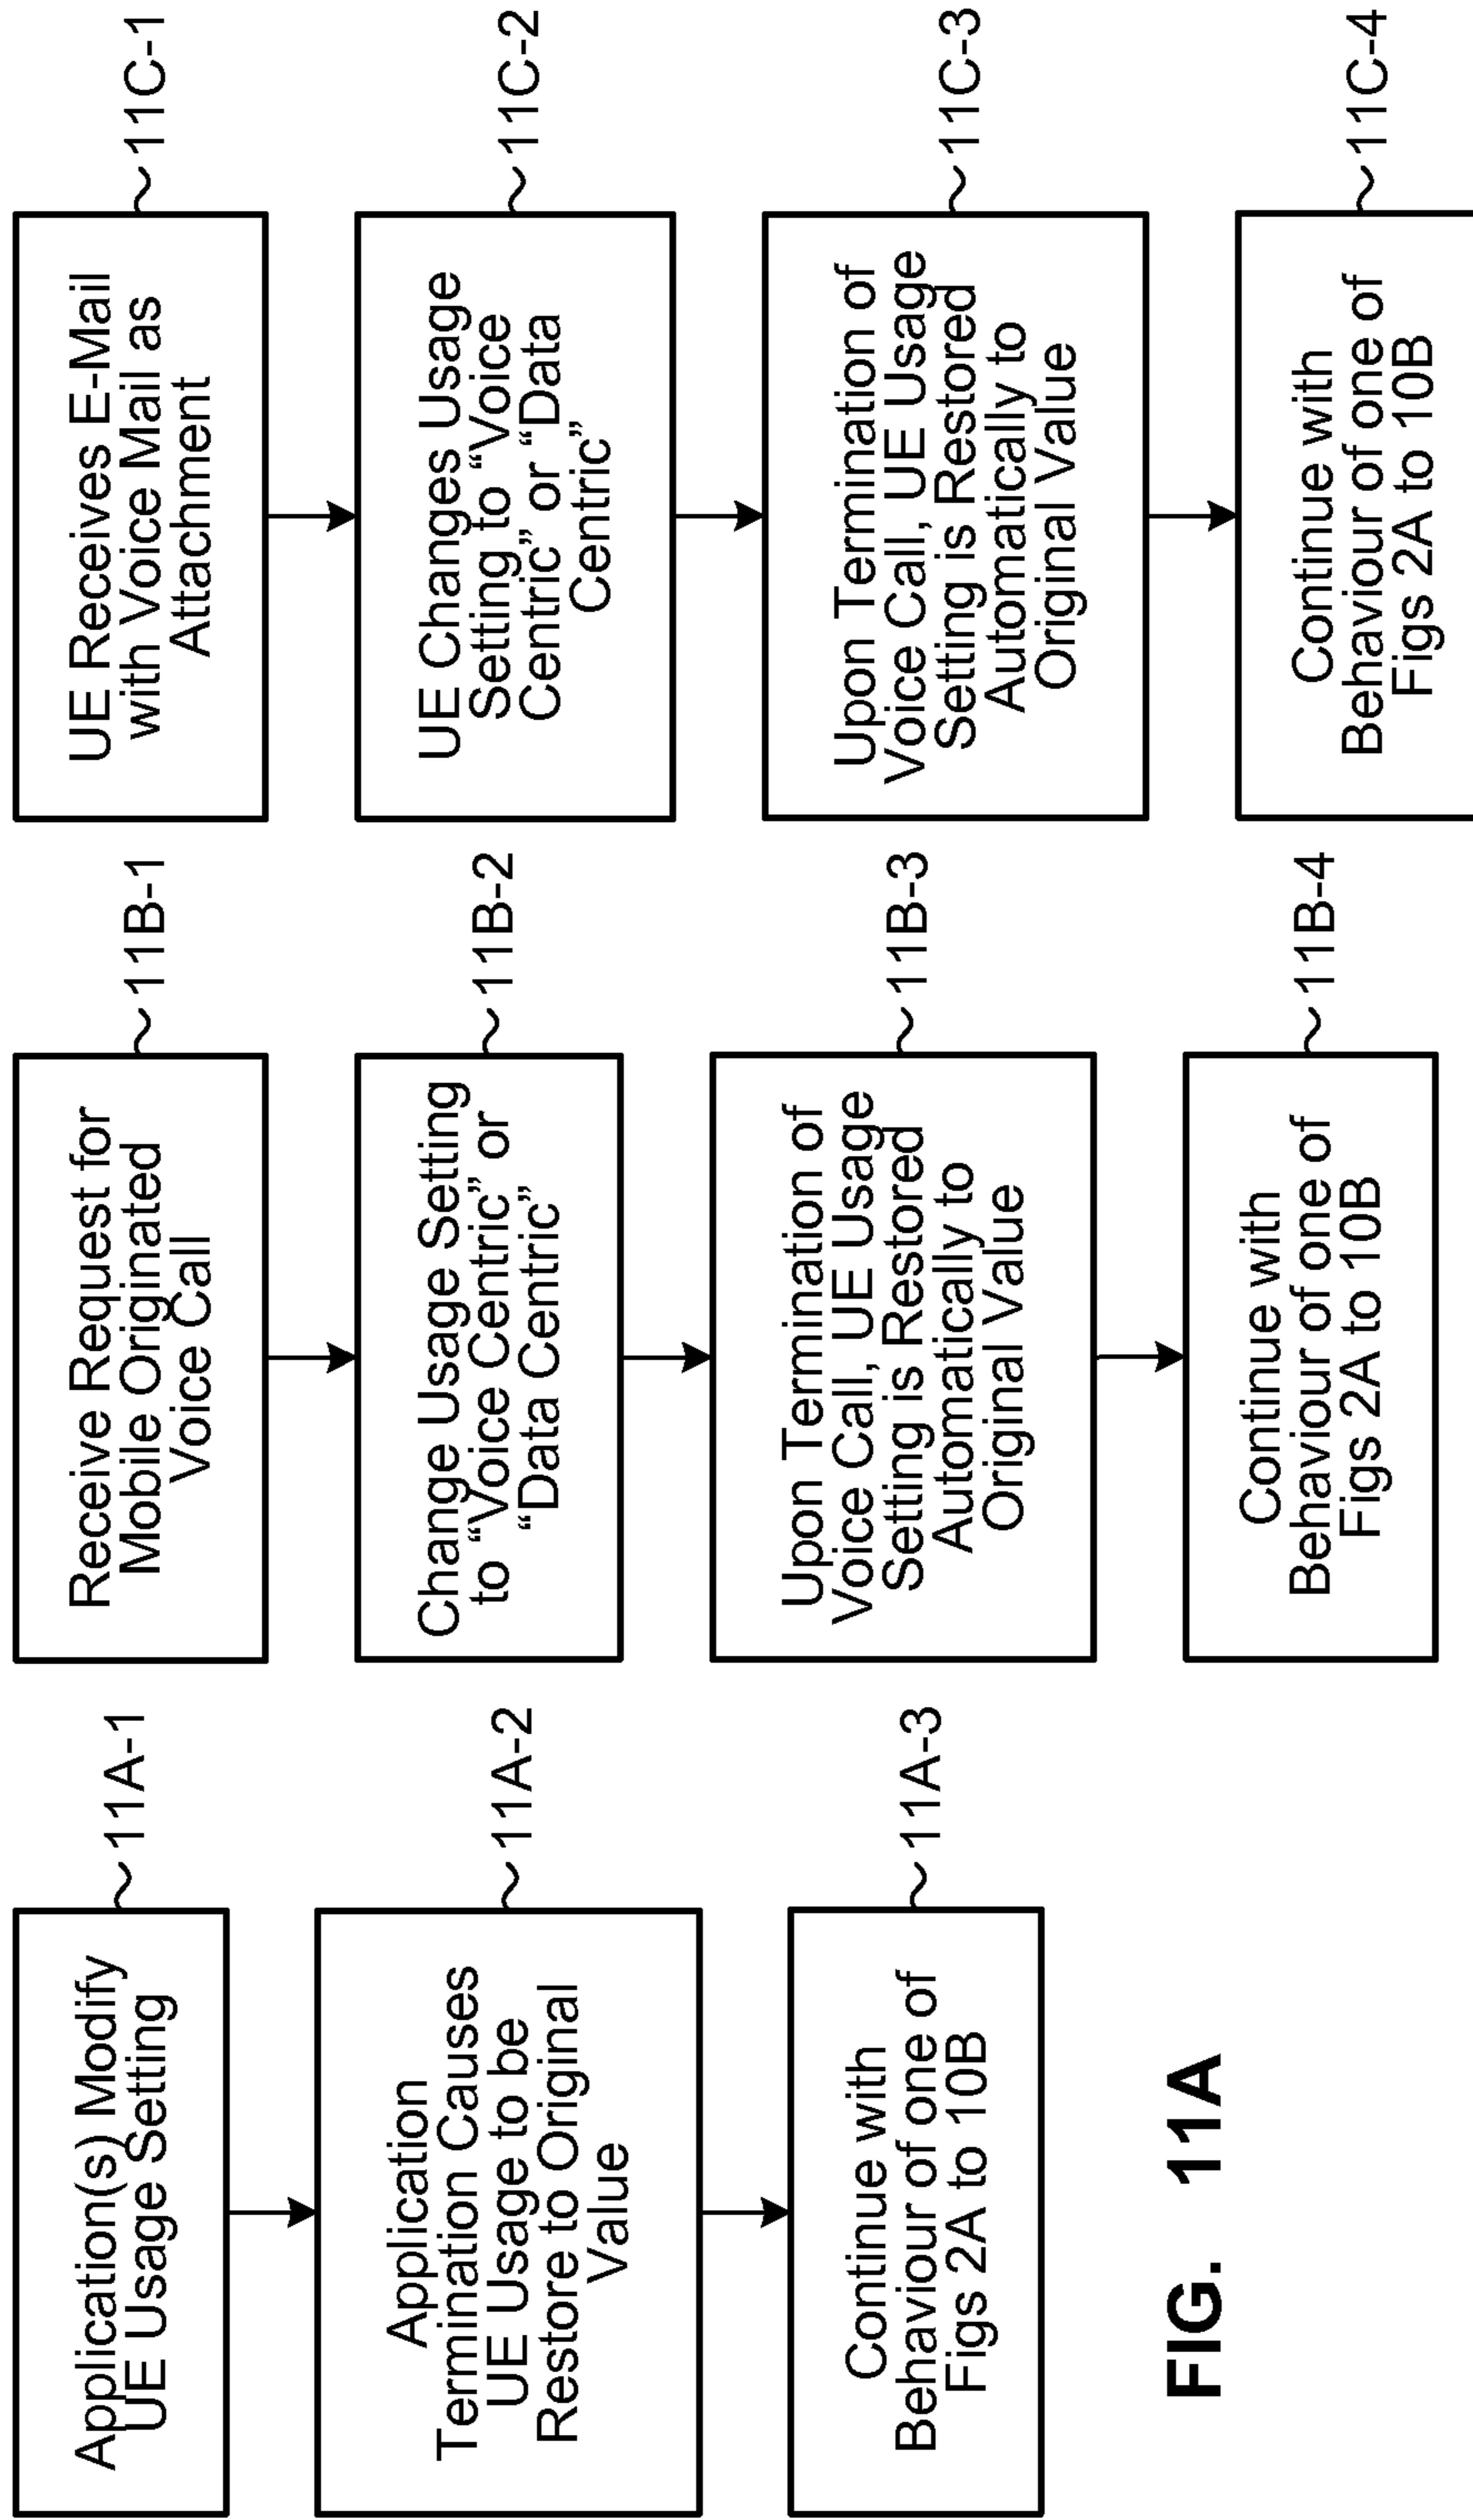 Application(s) Modify
UE Usage Setting
11A-1
Application
Termination Causes
UE Usage to be
Restore to Original
Value
11A-2
Continue with
Behaviour of one of
Figs 2A to 10B
11A-3
FIG. 11A
Receive Request for
Mobile Originated
Voice Call
11B-1
Change Usage Setting
to “Voice Centric” or
“Data Centric”
11B-2
Upon Termination of
Voice Call, UE Usage
Setting is Restored
Automatically to
Original Value
11B-3
Continue with
Behaviour of one of
Figs 2A to 10B
11B-4
UE Receives E-Mail
with Voice Mail as
Attachment
11C-1
UE Changes Usage
Setting to “Voice
Centric” or “Data
Centric”
11C-2
Upon Termination of
Voice Call, UE Usage
Setting is Restored
Automatically to
Original Value
11C-3
Continue with
Behaviour of one of
Figs 2A to 10B
11C-4